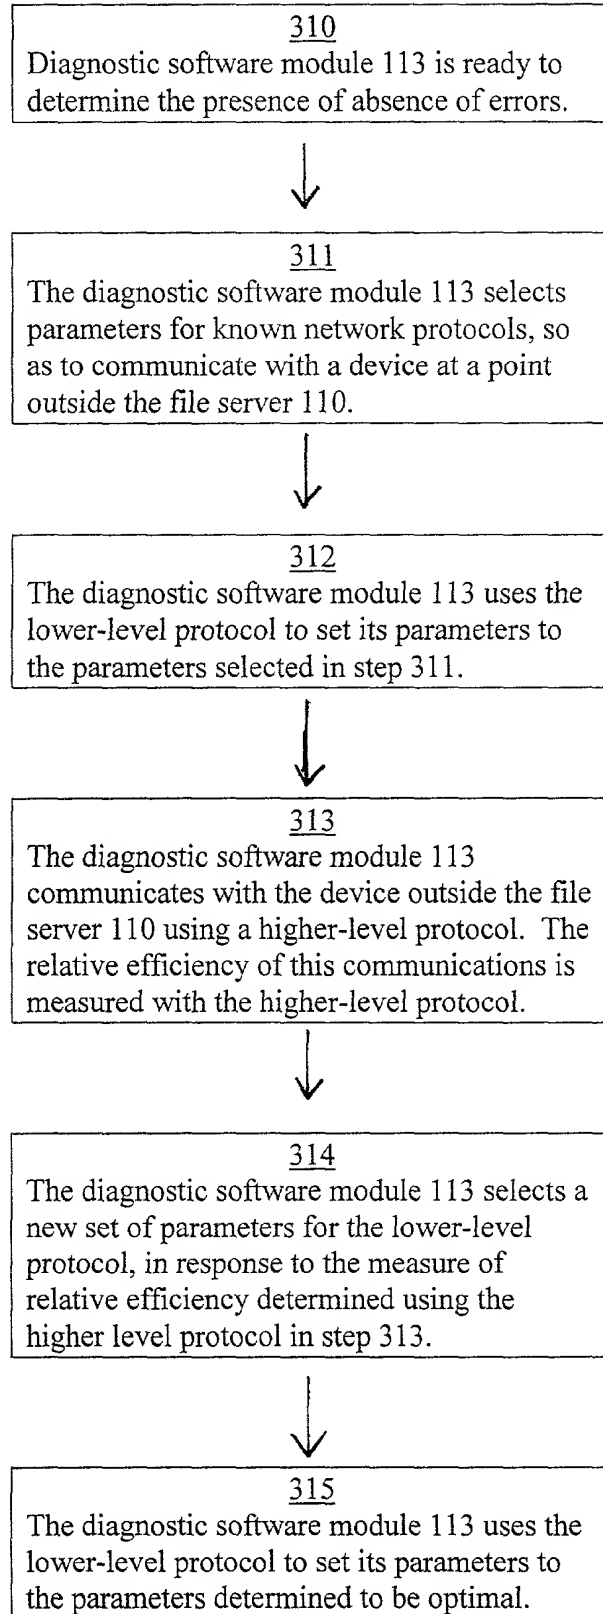 310
Diagnostic software module 113 is ready to
determine the presence of absence of errors.
311
The diagnostic software module 113 selects
parameters for known network protocols, so
as to communicate with a device at a point
outside the file server 110.
312
The diagnostic software module 113 uses the
lower-level protocol to set its parameters to
the parameters selected in step 311.
313
The diagnostic software module 113
communicates with the device outside the file
server 110 using a higher-level protocol. The
relative efficiency of this communications is
measured with the higher-level protocol.
314
The diagnostic software module 113 selects a
new set of parameters for the lower-level
protocol, in response to the measure of
relative efficiency determined using the
higher level protocol in step 313.
315
The diagnostic software module 113 uses the
lower-level protocol to set its parameters to
the parameters determined to be optimal.